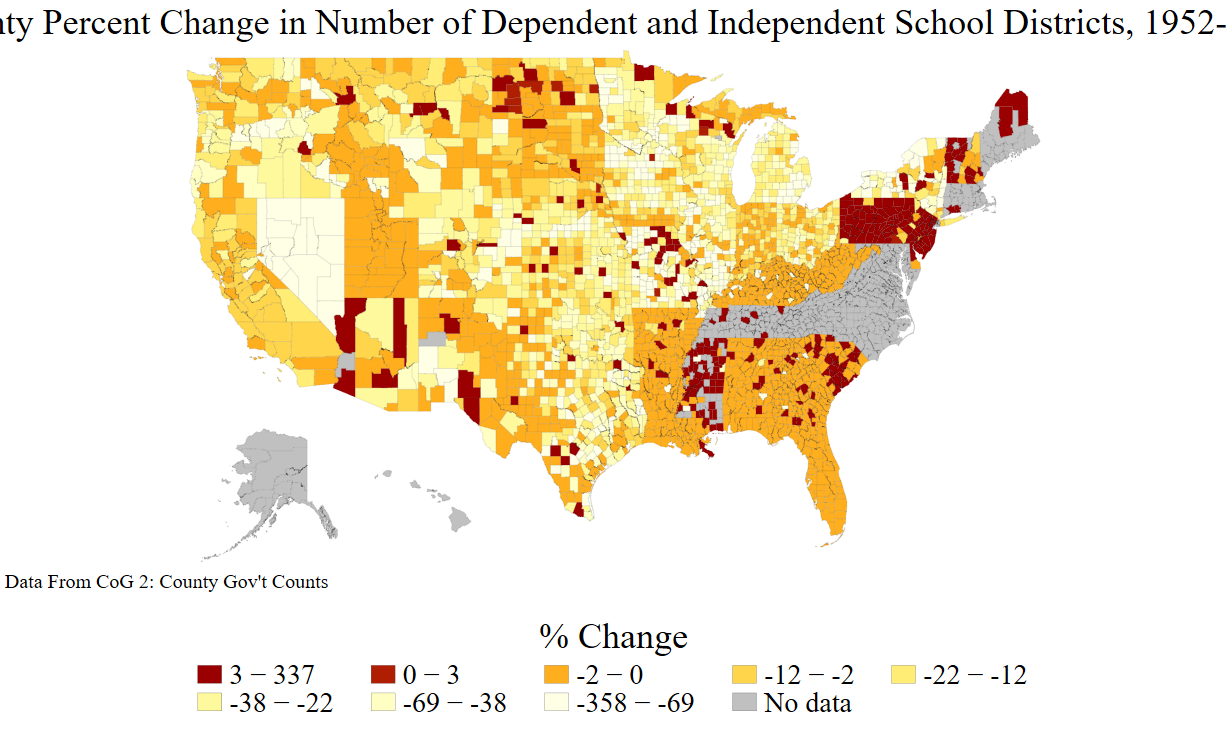 nty Percent Change in Number of Dependent and Independent School Districts, 1952-
Data From CoG 2: County Gov't Counts
% Change
3 – 337 0 – 3 -2 – 0 -12 – -2 -22 – -12
-38 – -22 -69 – -38 -358 – -69 No data